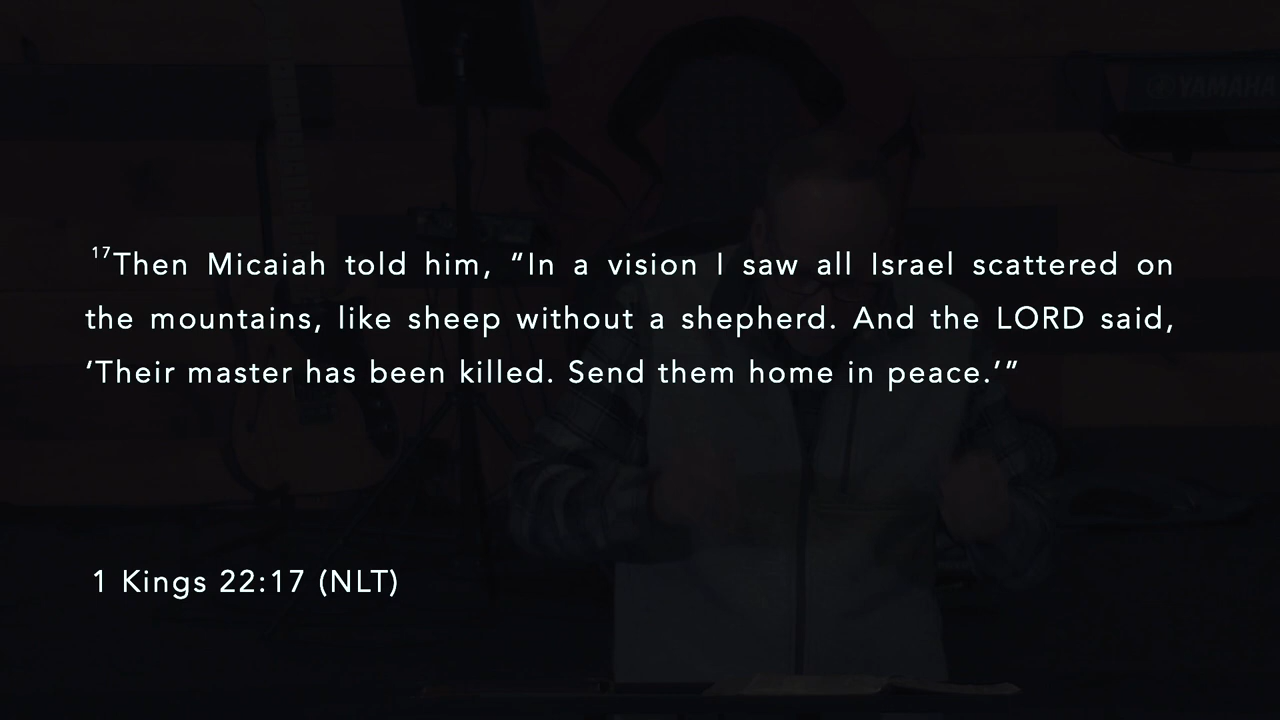 ¹⁷Then Micaiah told him, “In a vision I saw all Israel scattered on
the mountains, like sheep without a shepherd. And the LORD said,
‘Their master has been killed. Send them home in peace.’”
1 Kings 22:17 (NLT)
YAMAHA